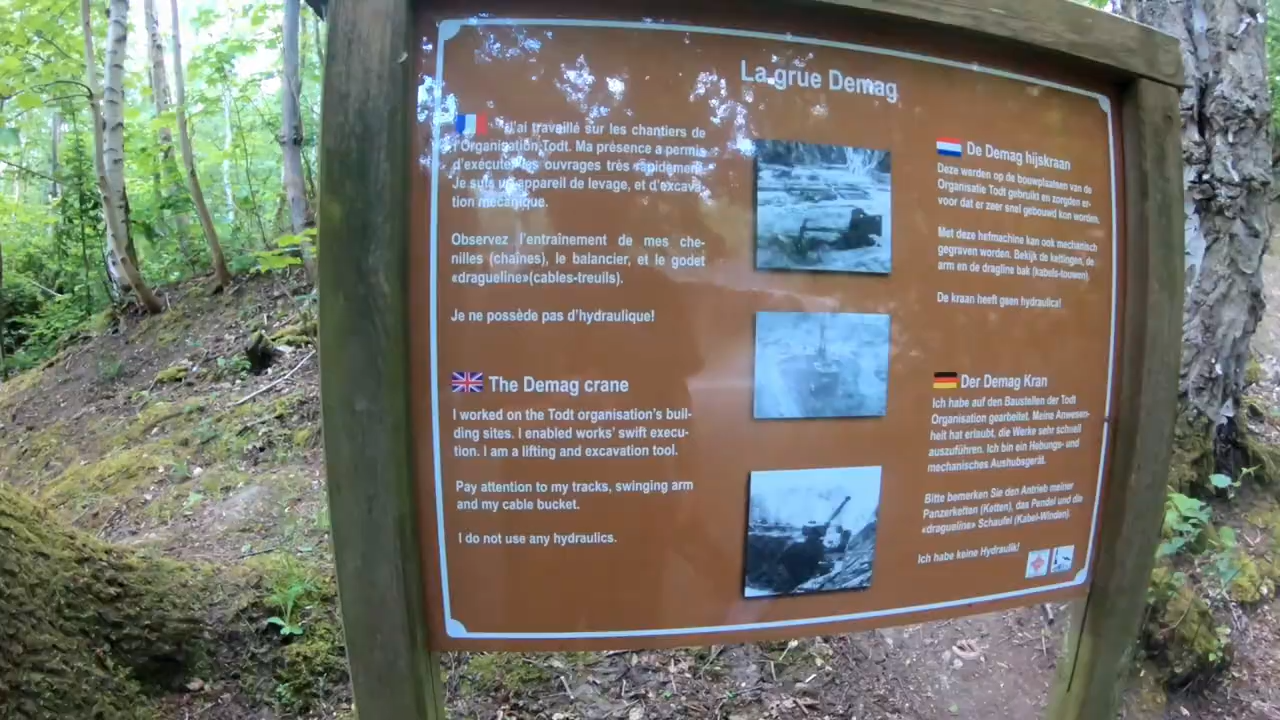 La grue Demag
J'ai travaillé sur les chantiers de
l'Organisation Todt. Ma présence a permis
d'exécuter les ouvrages très rapidement.
Je suis un appareil de levage, et d'excava-
tion mécanique.
Observez l'entraînement de mes che-
nilles (chaînes), le balancier, et le godet
«dragueline»(cables-treuils).
Je ne possède pas d'hydraulique!
The Demag crane
I worked on the Todt organisation's buil-
ding sites. I enabled works' swift execu-
tion. I am a lifting and excavation tool.
Pay attention to my tracks, swinging arm
and my cable bucket.
I do not use any hydraulics.
De Demag hijskraan
Deze werden op de bouwplaatsen van de
Organisatie Todt gebruikt en zorgden er-
voor dat er zeer snel gebouwd kon worden.
Met deze hefmachine kan ook mechanisch
gegraven worden. Bekijk de kettingen, de
arm en de dragline bak (kabels-touwen).
De kraan heeft geen hydraulica!
Der Demag Kran
Ich habe auf den Baustellen der Todt
Organisation gearbeitet. Meine Anwesen-
heit hat erlaubt, die Werke sehr schnell
auszuführen. Ich bin ein Hebungs- und
mechanisches Aushubsgerät.
Bitte bemerken Sie den Antrieb meiner
Panzerketten (Ketten), das Pendel und die
«dragueline» Schaufel (Kabel-Winden).
Ich habe keine Hydraulik!